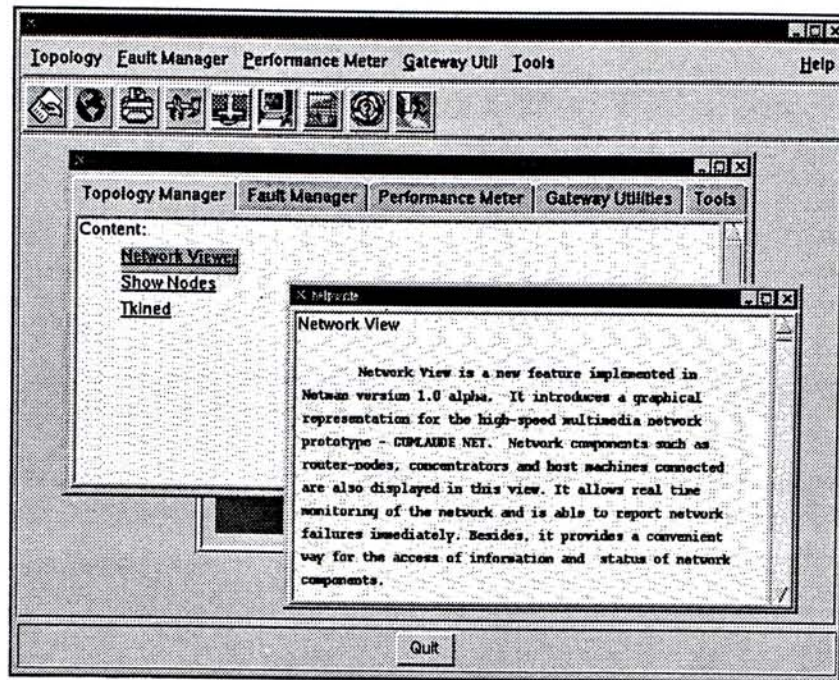 Topology Fault Manager Performance Meter Gateway Util Tools Help
Topology Manager Fault Manager Performance Meter Gateway Utilities Tools
Content:
Network Viewer
Show Nodes
Tkined
Network View
Network View is a new feature implemented in
Netman version 1.0 alpha. It introduces a graphical
representation for the high-speed multimedia network
prototype - CUMLAUDE NET. Network components such as
router-nodes, concentrators and host machines connected
are also displayed in this view. It allows real time
monitoring of the network and is able to report network
failures immediately. Besides, it provides a convenient
way for the access of information and status of network
components.
Quit